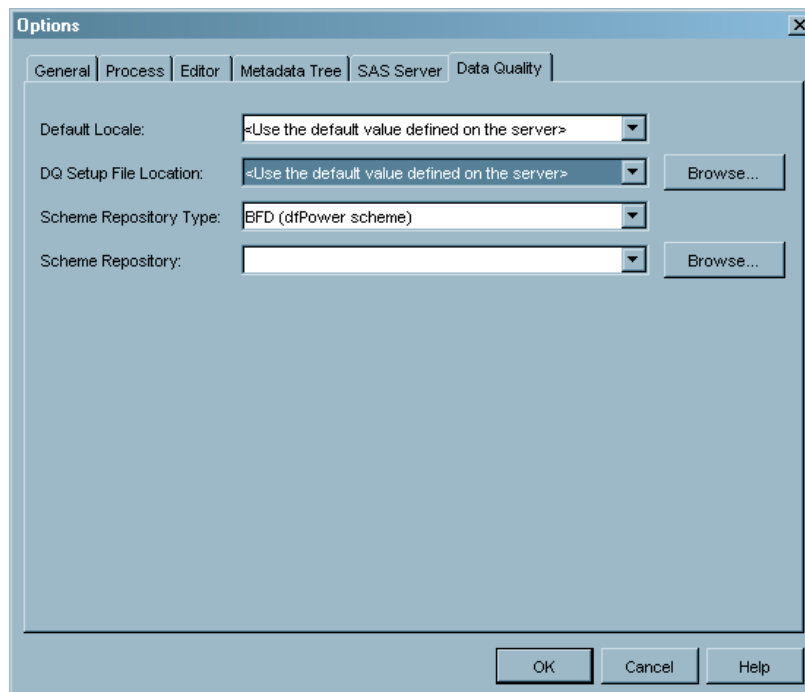 Options
General Process Editor Metadata Tree SAS Server Data Quality
Default Locale: <Use the default value defined on the server>
DQ Setup File Location: <Use the default value defined on the server> Browse...
Scheme Repository Type: BFD (dfPower scheme)
Scheme Repository: Browse...
OK Cancel Help